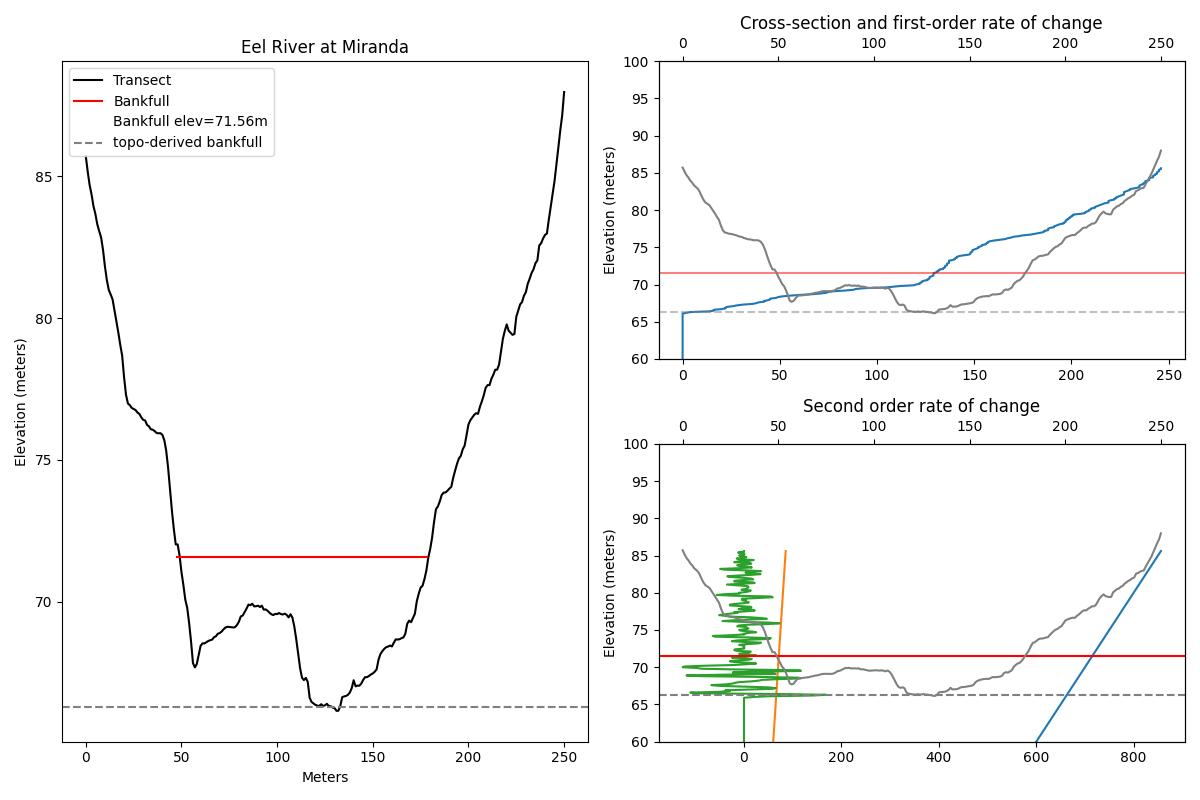 Eel River at Miranda
Transect
Bankfull
Bankfull elev=71.56m
topo-derived bankfull
Elevation (meters)
85
80
75
70
0 50 100 150 200 250
Meters
Cross-section and first-order rate of change
0 50 100 150 200 250
Elevation (meters)
100
95
90
85
80
75
70
65
60
0 50 100 150 200 250
Second order rate of change
0 50 100 150 200 250
Elevation (meters)
100
95
90
85
80
75
70
65
60
0 200 400 600 800